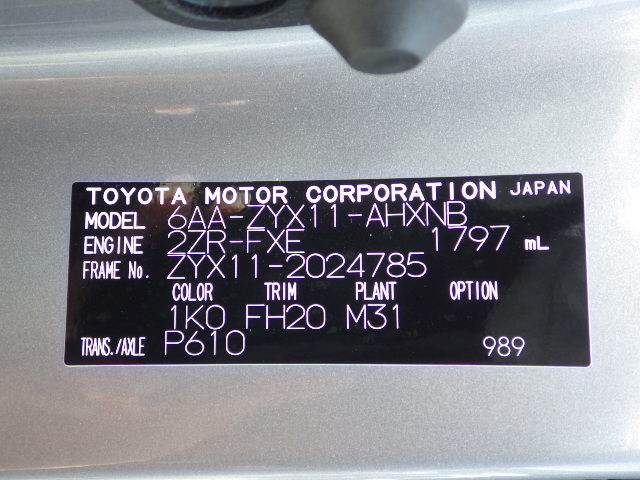 TOYOTA MOTOR CORPORATION JAPAN
MODEL 6AA-ZYX11-AHXNB
ENGINE 2ZR-FXE 1797 mL
FRAME No. ZYX11-2024785
COLOR TRIM PLANT OPTION
1K0 FH20 M31
TRANS./AXLE P610 989